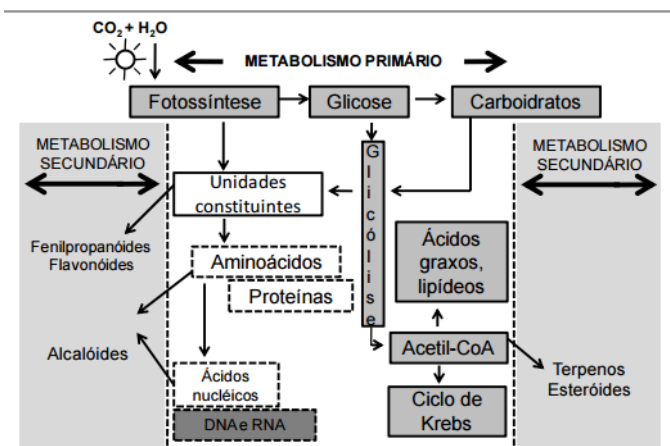 CO₂ + H₂O
METABOLISMO PRIMÁRIO
Fotossíntese
Glicose
Carboidratos
METABOLISMO
SECUNDÁRIO
METABOLISMO
SECUNDÁRIO
Glicólise
Unidades
constituintes
Fenilpropanóides
Flavonóides
Aminoácidos
Proteínas
Ácidos
graxos,
lipídeos
Alcalóides
Acetil-CoA
Terpenos
Esteróides
Ácidos
nucléicos
DNA e RNA
Ciclo de
Krebs